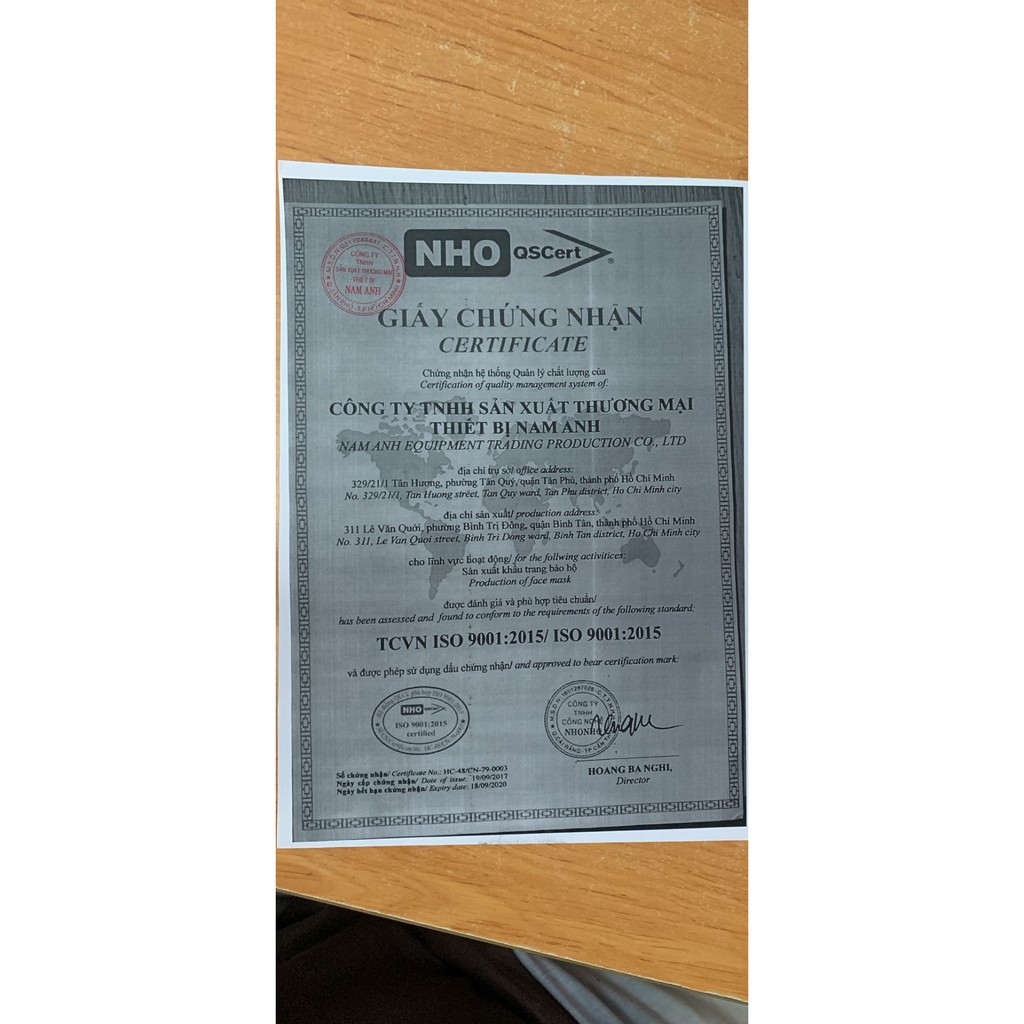 NHO QSCert ®
CÔNG TY
TNHH
SẢN XUẤT THƯƠNG MẠI
THIẾT BỊ
NAM ANH
GIẤY CHỨNG NHẬN
CERTIFICATE
Chứng nhận hệ thống Quản lý chất lượng của
Certification of quality management system of:
CÔNG TY TNHH SẢN XUẤT THƯƠNG MẠI
THIẾT BỊ NAM ANH
NAM ANH EQUIPMENT TRADING PRODUCTION CO., LTD
địa chỉ trụ sở/ office address:
329/21/1 Tân Hương, phường Tân Quý, quận Tân Phú, thành phố Hồ Chí Minh
No. 329/21/1, Tan Huong street, Tan Quy ward, Tan Phu district, Ho Chi Minh city
địa chỉ sản xuất/ production address:
311 Lê Văn Quới, phường Bình Trị Đông, quận Bình Tân, thành phố Hồ Chí Minh
No. 311, Le Van Quoi street, Binh Tri Dong ward, Binh Tan district, Ho Chi Minh city
cho lĩnh vực hoạt động/ for the follwing activitices:
Sản xuất khẩu trang bảo hộ
Production of face mask
được đánh giá và phù hợp tiêu chuẩn/
has been assessed and found to conform to the requirements of the following standard:
TCVN ISO 9001:2015/ ISO 9001:2015
và được phép sử dụng dấu chứng nhận/ and approved to bear certification mark:
NHO
ISO 9001:2015
certified
CÔNG TY
TNHH
NHONHO
HOANG BA NGHI,
Director
Số chứng nhận/ Certificate No.: HC-48/CN-79-0003
Ngày cấp chứng nhận/ Date of issue: 19/09/2017
Ngày hết hạn chứng nhận/ Expiry date: 18/09/2020